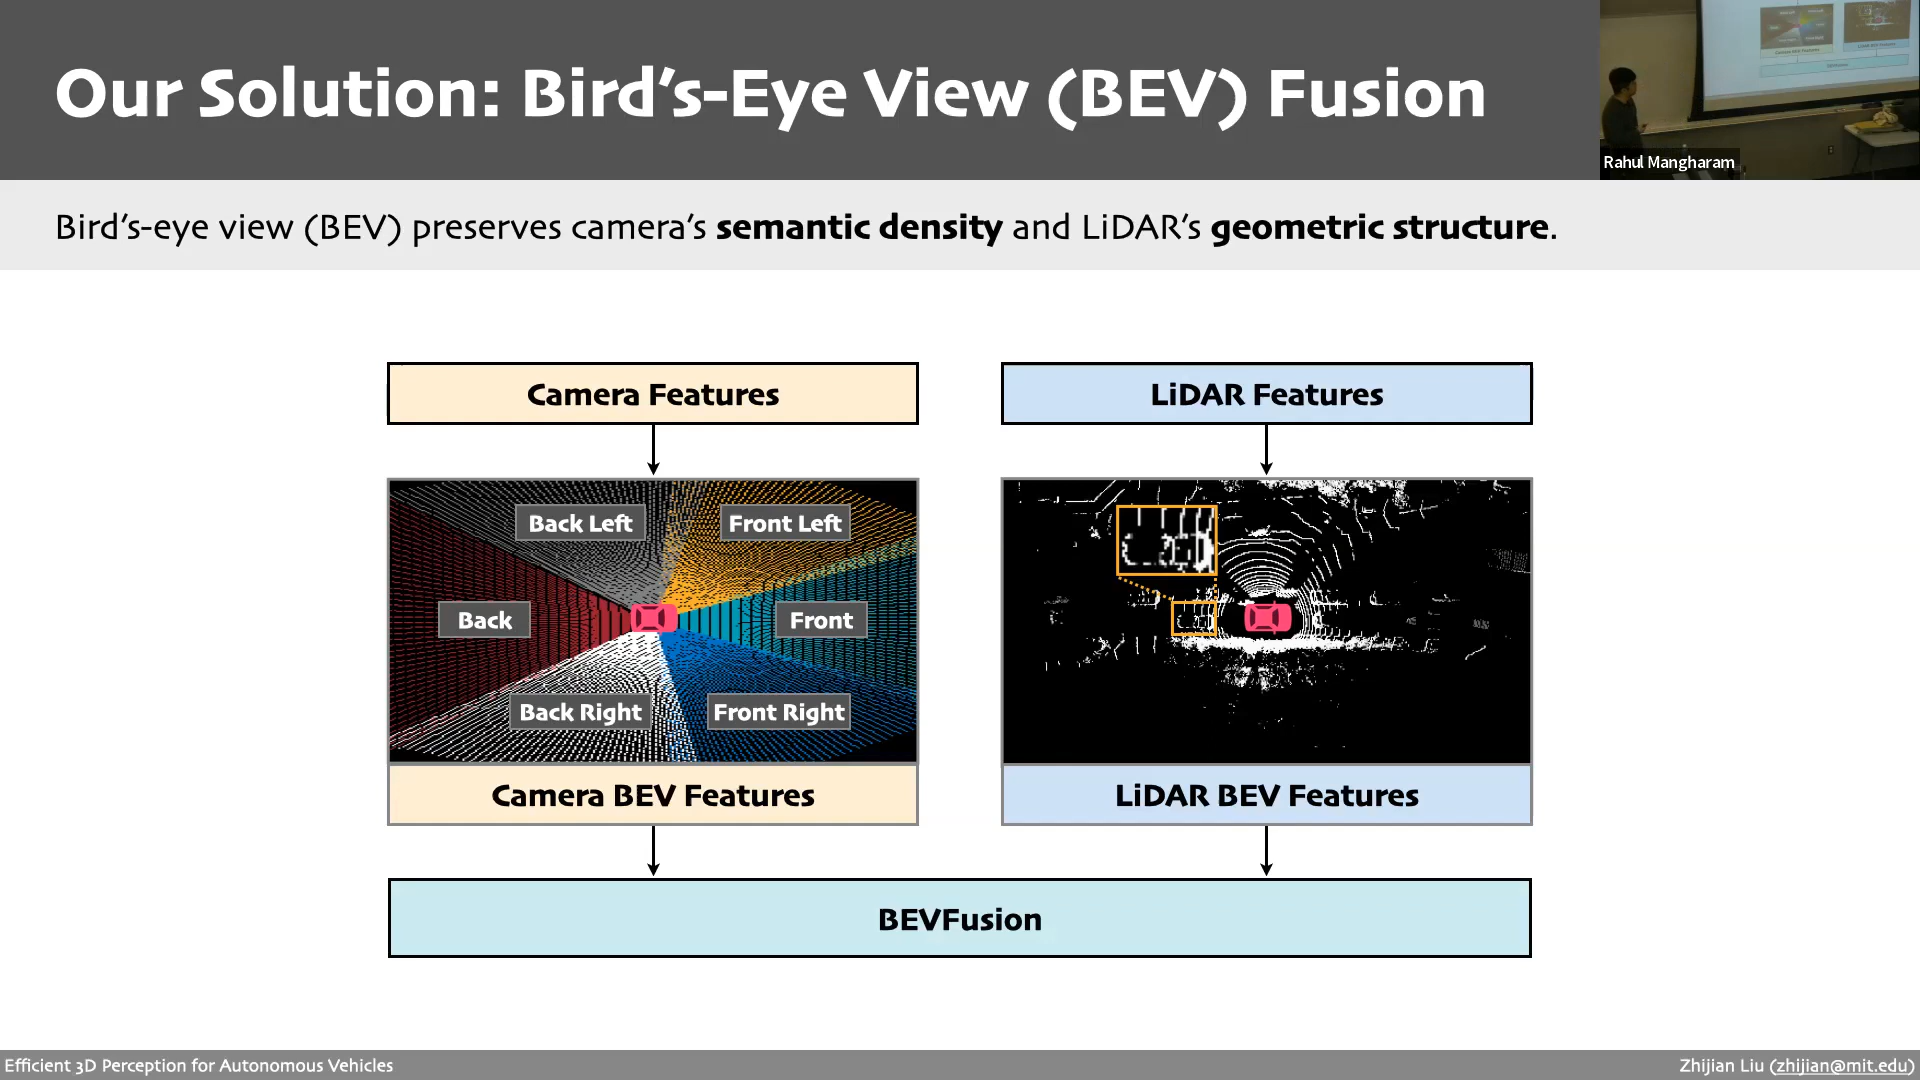 Our Solution: Bird's-Eye View (BEV) Fusion
Rahul Mangharam
Bird's-eye view (BEV) preserves camera's semantic density and LiDAR's geometric structure.
Camera Features
LiDAR Features
Back Left
Front Left
Back
Front
Back Right
Front Right
Camera BEV Features
LiDAR BEV Features
BEVFusion
Efficient 3D Perception for Autonomous Vehicles
Zhijian Liu (zhijian@mit.edu)